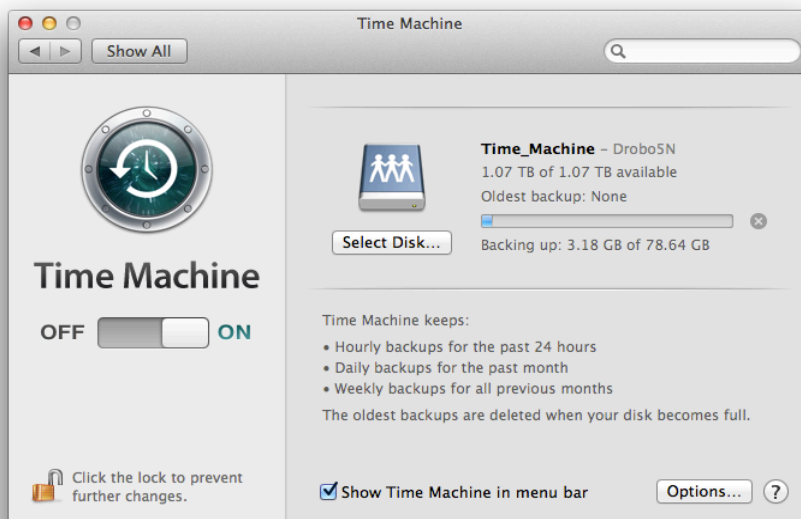 Time Machine
Show All
Time_Machine – Drobo5N
1.07 TB of 1.07 TB available
Oldest backup: None
Select Disk...
Backing up: 3.18 GB of 78.64 GB
Time Machine
OFF ON
Time Machine keeps:
• Hourly backups for the past 24 hours
• Daily backups for the past month
• Weekly backups for all previous months
The oldest backups are deleted when your disk becomes full.
Click the lock to prevent
further changes.
Show Time Machine in menu bar
Options...
?